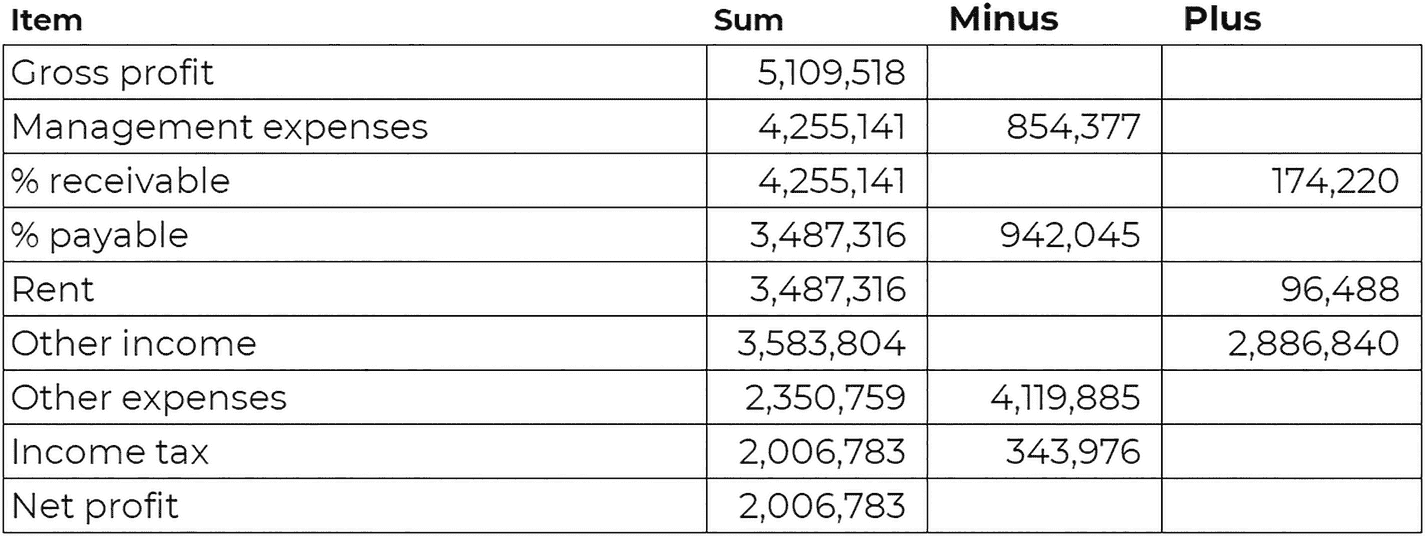 Item Sum Minus Plus
Gross profit 5,109,518
Management expenses 4,255,141 854,377
% receivable 4,255,141 174,220
% payable 3,487,316 942,045
Rent 3,487,316 96,488
Other income 3,583,804 2,886,840
Other expenses 2,350,759 4,119,885
Income tax 2,006,783 343,976
Net profit 2,006,783